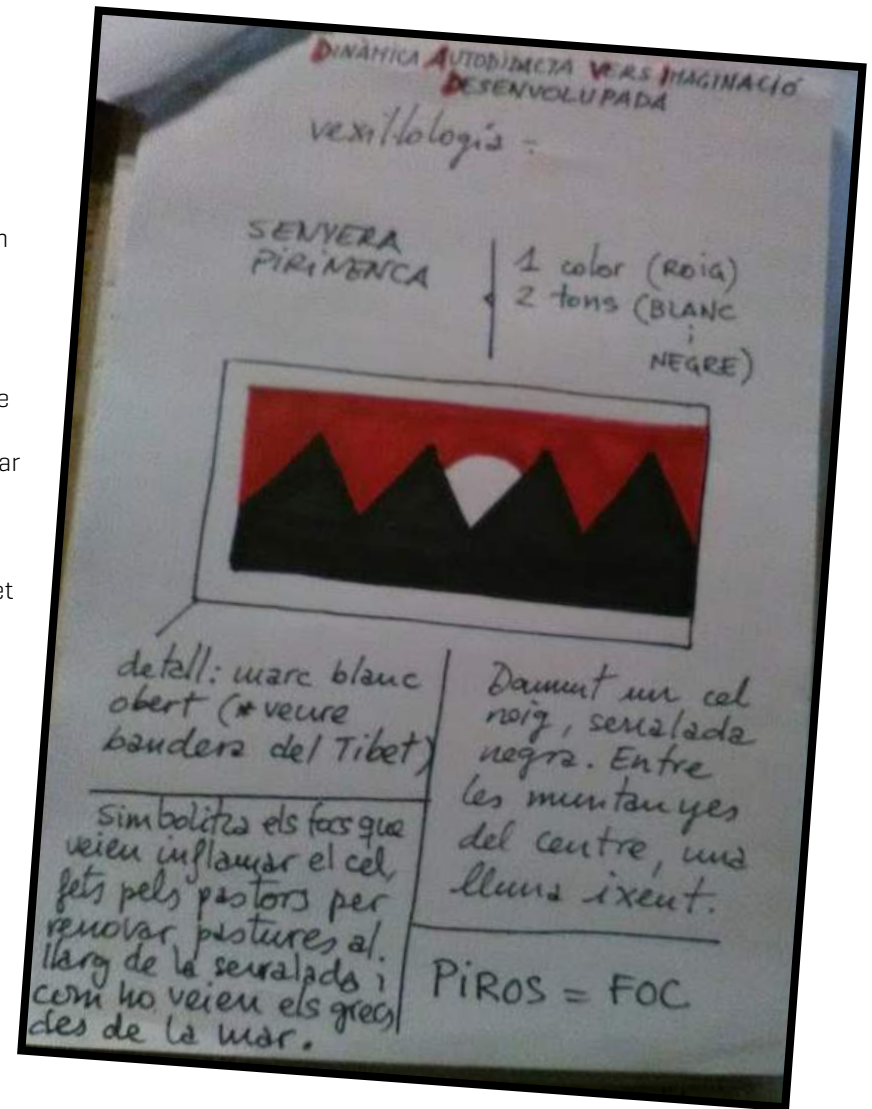 DINÀMICA AUTODIDACTA VERS IMAGINACIÓ
DESENVOLUPADA
vexil·lologia -
SENYERA
PIRINENCA
1 color (ROIG)
2 tons (BLANC
i
NEGRE)
detall: marc blanc
obert (* veure
bandera del Tibet)
Damunt un cel
roig, serralada
negra. Entre
les muntanyes
del centre, una
lluna ixent.
Simbolitza els focs que
veien inflamar el cel,
fets pels pastors per
renovar pastures al
llarg de la serralada i
com ho veien els grecs
des de la mar.
PIROS = FOC